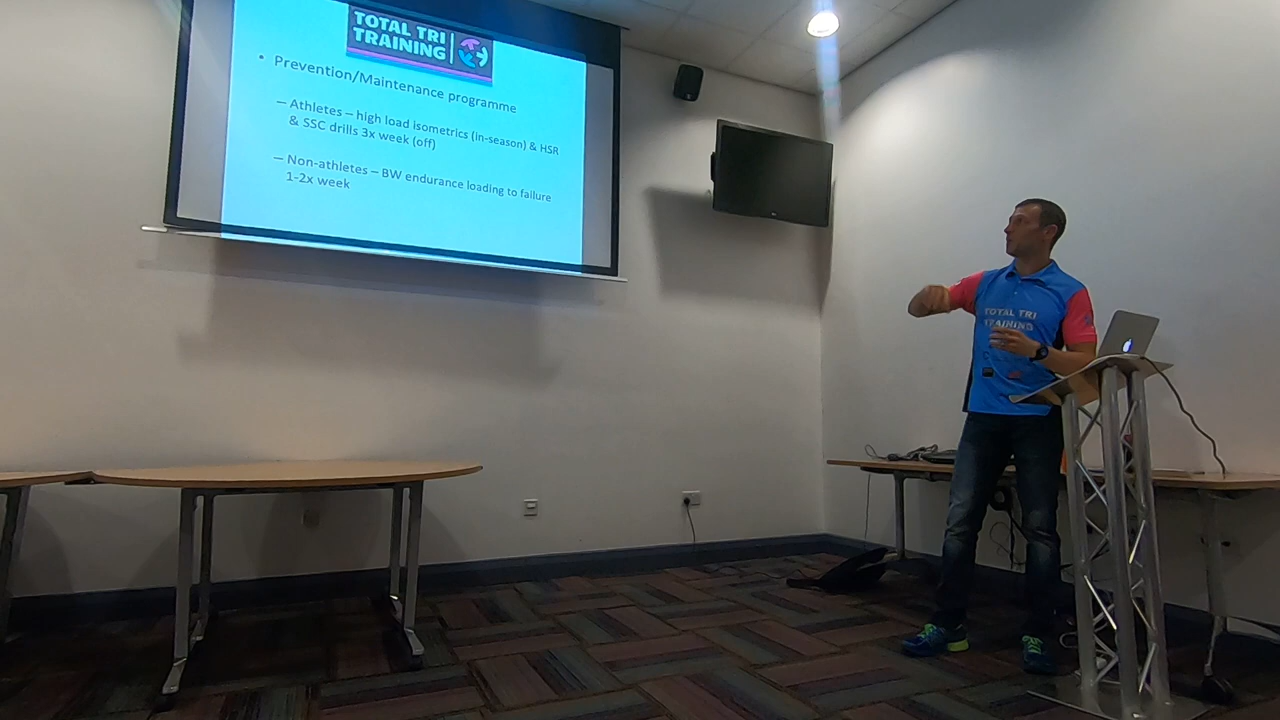 TOTAL TRI
TRAINING
• Prevention/Maintenance programme
– Athletes – high load isometrics (in-season) & HSR
& SSC drills 3x week (off)
– Non-athletes – BW endurance loading to failure
1-2x week
TOTAL TRI
TRAINING